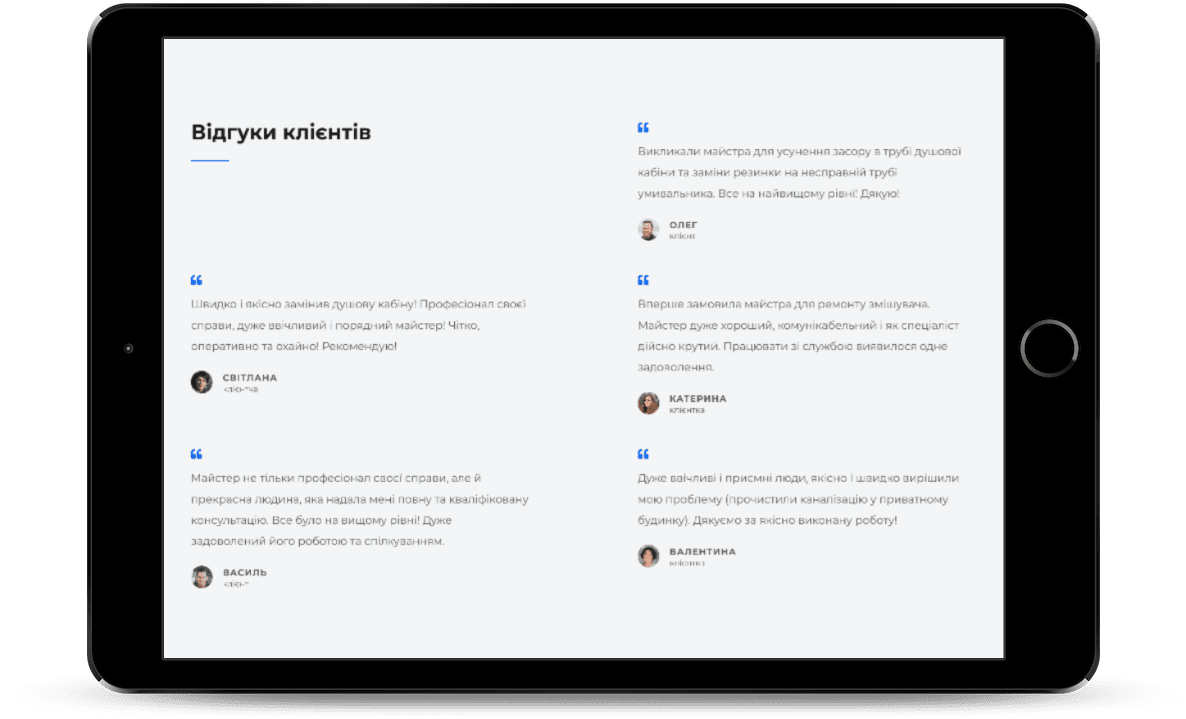 Відгуки клієнтів
Викликали майстра для усунення засору в трубі душової
кабіни та заміни резинки на несправній трубі
умивальника. Все на найвищому рівні! Дякую!
ОЛЕГ
клієнт
Швидко і якісно замінив душову кабіну! Професіонал своєї
справи, дуже ввічливий і порядний майстер! Чітко,
оперативно та охайно! Рекомендую!
СВІТЛАНА
клієнтка
Вперше замовила майстра для ремонту змішувача.
Майстер дуже хороший, комунікабельний і як спеціаліст
дійсно крутий. Працювати зі службою виявилося одне
задоволення.
КАТЕРИНА
клієнтка
Майстер не тільки професіонал своєї справи, але й
прекрасна людина, яка надала мені повну та кваліфіковану
консультацію. Все було на вищому рівні! Дуже
задоволений його роботою та спілкуванням.
ВАСИЛЬ
клієнт
Дуже ввічливі і приємні люди, якісно і швидко вирішили
мою проблему (прочистили каналізацію у приватному
будинку). Дякуємо за якісно виконану роботу!
ВАЛЕНТИНА
клієнтка